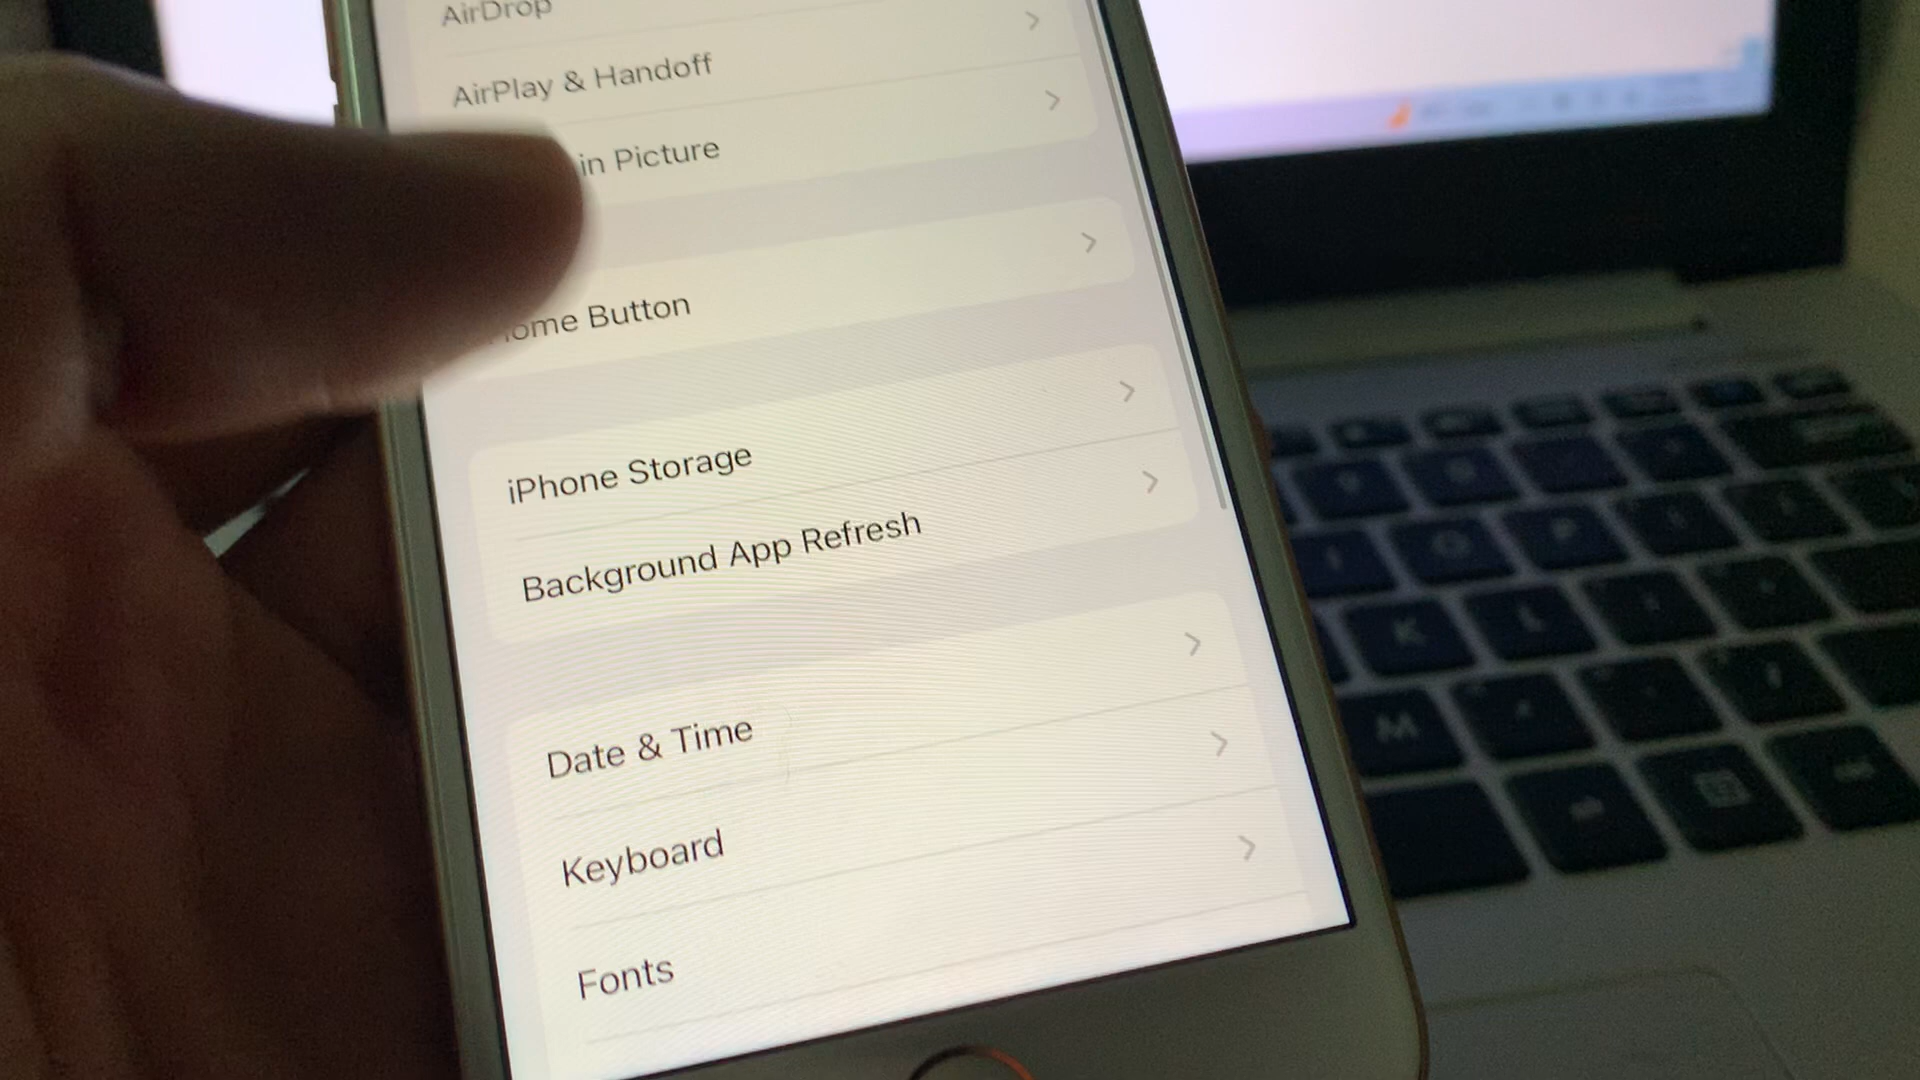 AirDrop
AirPlay & Handoff
in Picture
ome Button
iPhone Storage
Background App Refresh
Date & Time
Keyboard
Fonts
K
L
M